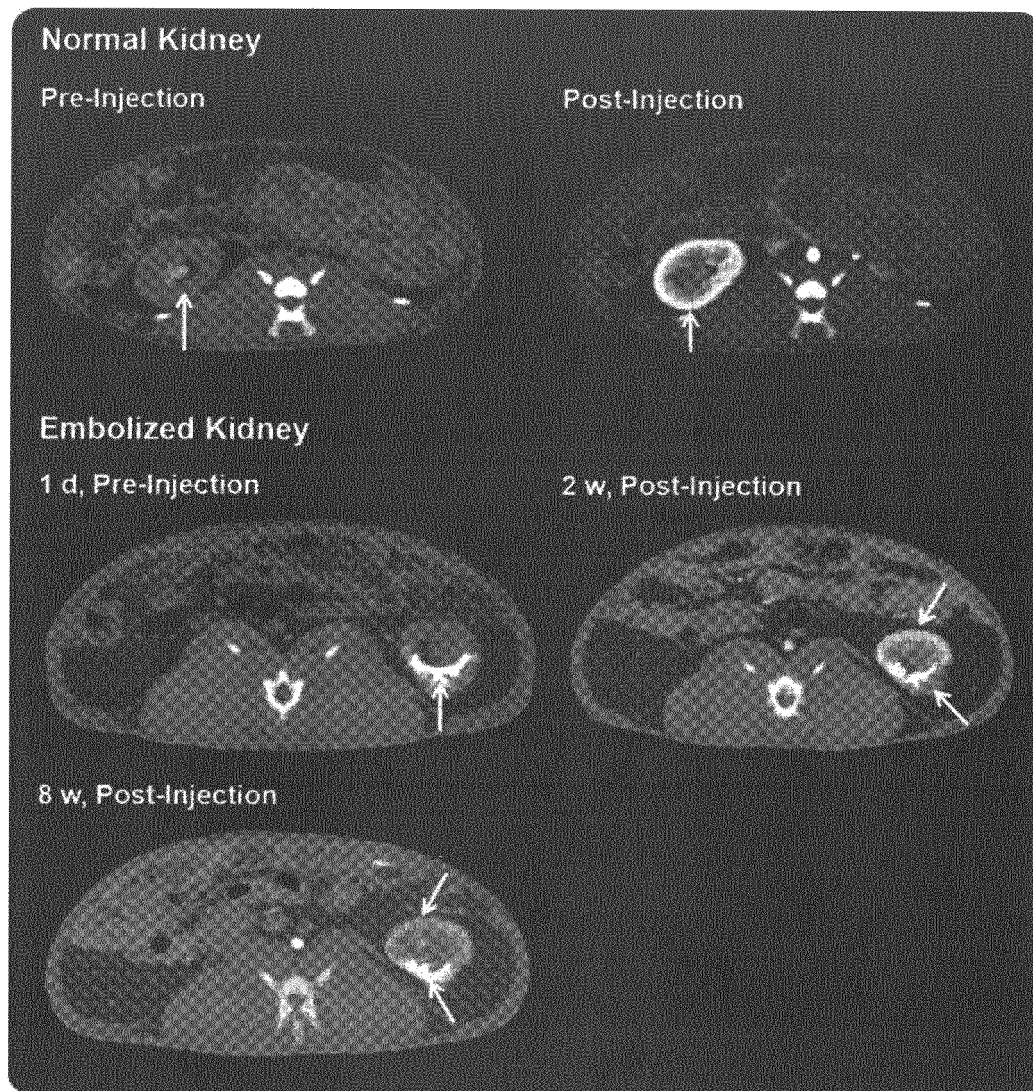 Normal Kidney
Pre-Injection
Post-Injection
Embolized Kidney
1 d, Pre-Injection
2 w, Post-Injection
8 w, Post-Injection